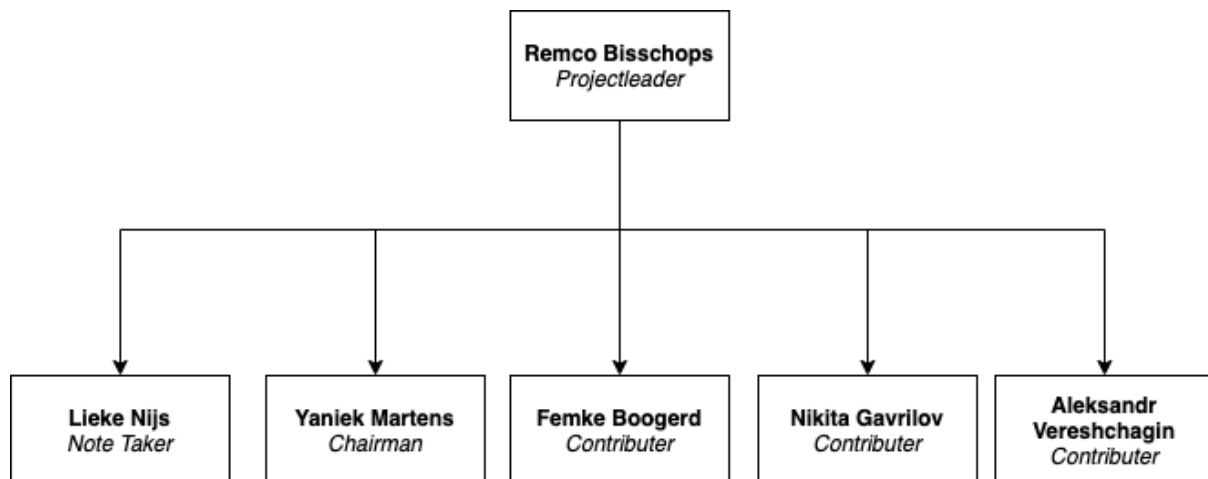 Remco Bisschops
Projectleader
Lieke Nijs
Note Taker
Yaniek Martens
Chairman
Femke Boogerd
Contributer
Nikita Gavrilov
Contributer
Aleksandr
Vereshchagin
Contributer